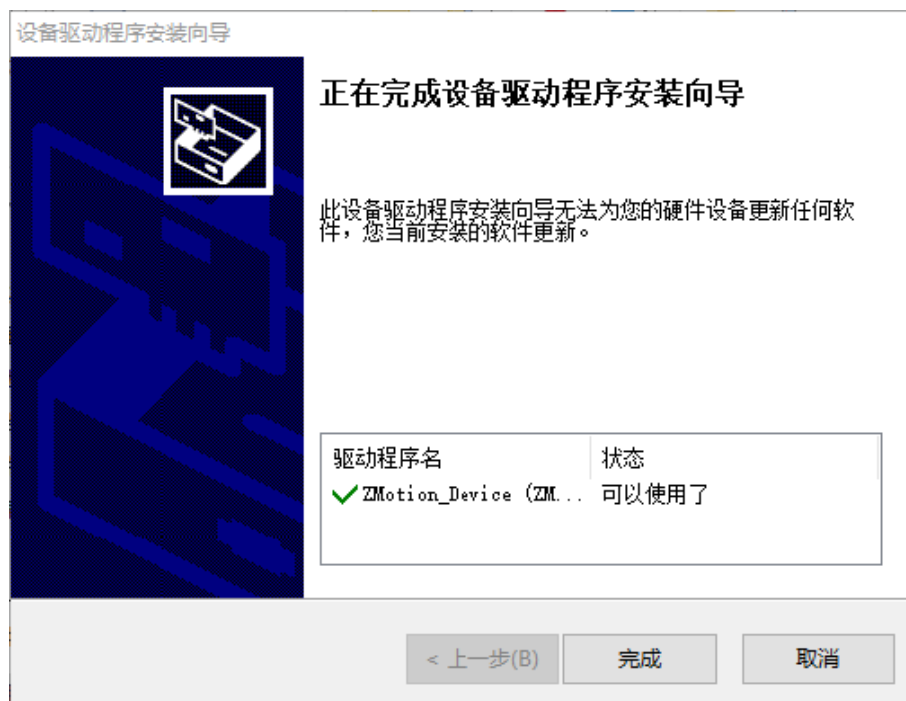 设备驱动程序安装向导
正在完成设备驱动程序安装向导
此设备驱动程序安装向导无法为您的硬件设备更新任何软
件，您当前安装的软件更新。
驱动程序名 状态
ZMotion_Device (ZM... 可以使用了
< 上一步(B) 完成 取消